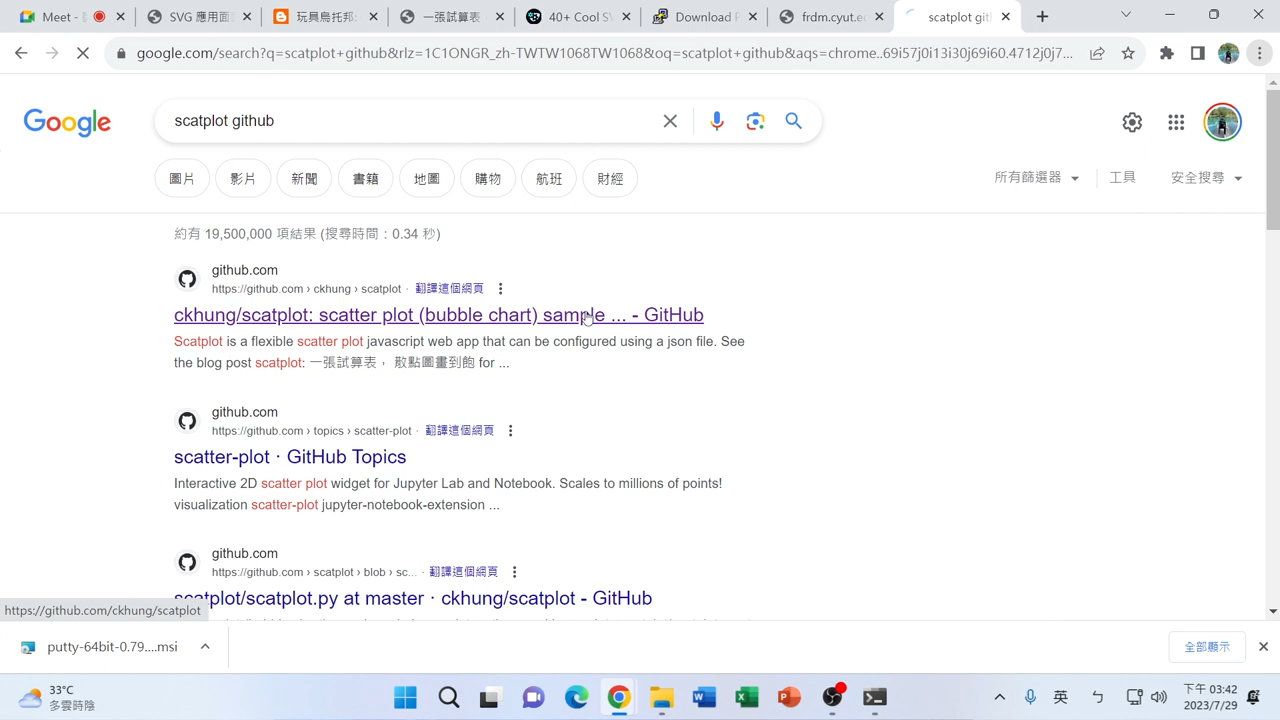 Meet -
SVG 應用面
玩具烏托邦:
一張試算表
40+ Cool SV
Download P
frdm.cyut.e
scatplot git
google.com/search?q=scatplot+github&rlz=1C1ONGR_zh-TWTW1068TW1068&oq=scatplot+github&aqs=chrome..69i57j0i13i30j69i60.4712j0j7...
Google
scatplot github
圖片
影片
新聞
書籍
地圖
購物
航班
財經
所有篩選器
工具
安全搜尋
約有 19,500,000 項結果 (搜尋時間:0.34 秒)
github.com
https://github.com › ckhung › scatplot · 翻譯這個網頁
ckhung/scatplot: scatter plot (bubble chart) sample ... - GitHub
Scatplot is a flexible scatter plot javascript web app that can be configured using a json file. See
the blog post scatplot: 一張試算表, 散點圖畫到飽 for ...
github.com
https://github.com › topics › scatter-plot · 翻譯這個網頁
scatter-plot · GitHub Topics
Interactive 2D scatter plot widget for Jupyter Lab and Notebook. Scales to millions of points!
visualization scatter-plot jupyter-notebook-extension ...
github.com
https://github.com › scatplot › blob › sc... · 翻譯這個網頁
scatplot/scatplot.py at master · ckhung/scatplot - GitHub
https://github.com/ckhung/scatplot
putty-64bit-0.79....msi
全部顯示
33°C
多雲時陰
英
下午 03:42
2023/7/29